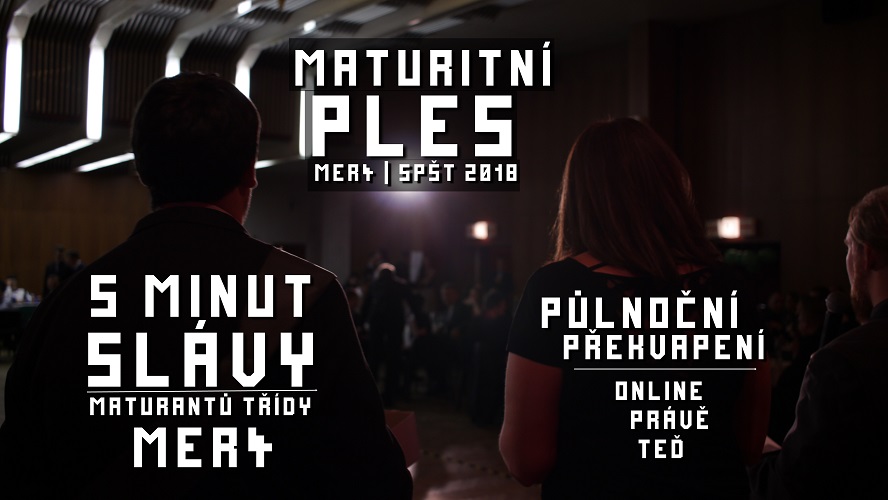 MATURITNÍ
PLES
MER4 | SPŠT 2018
5 MINUT
SLÁVY
MATURANTŮ TŘÍDY
MER4
PŮLNOČNÍ
PŘEKVAPENÍ
ONLINE
PRÁVĚ
TEĎ